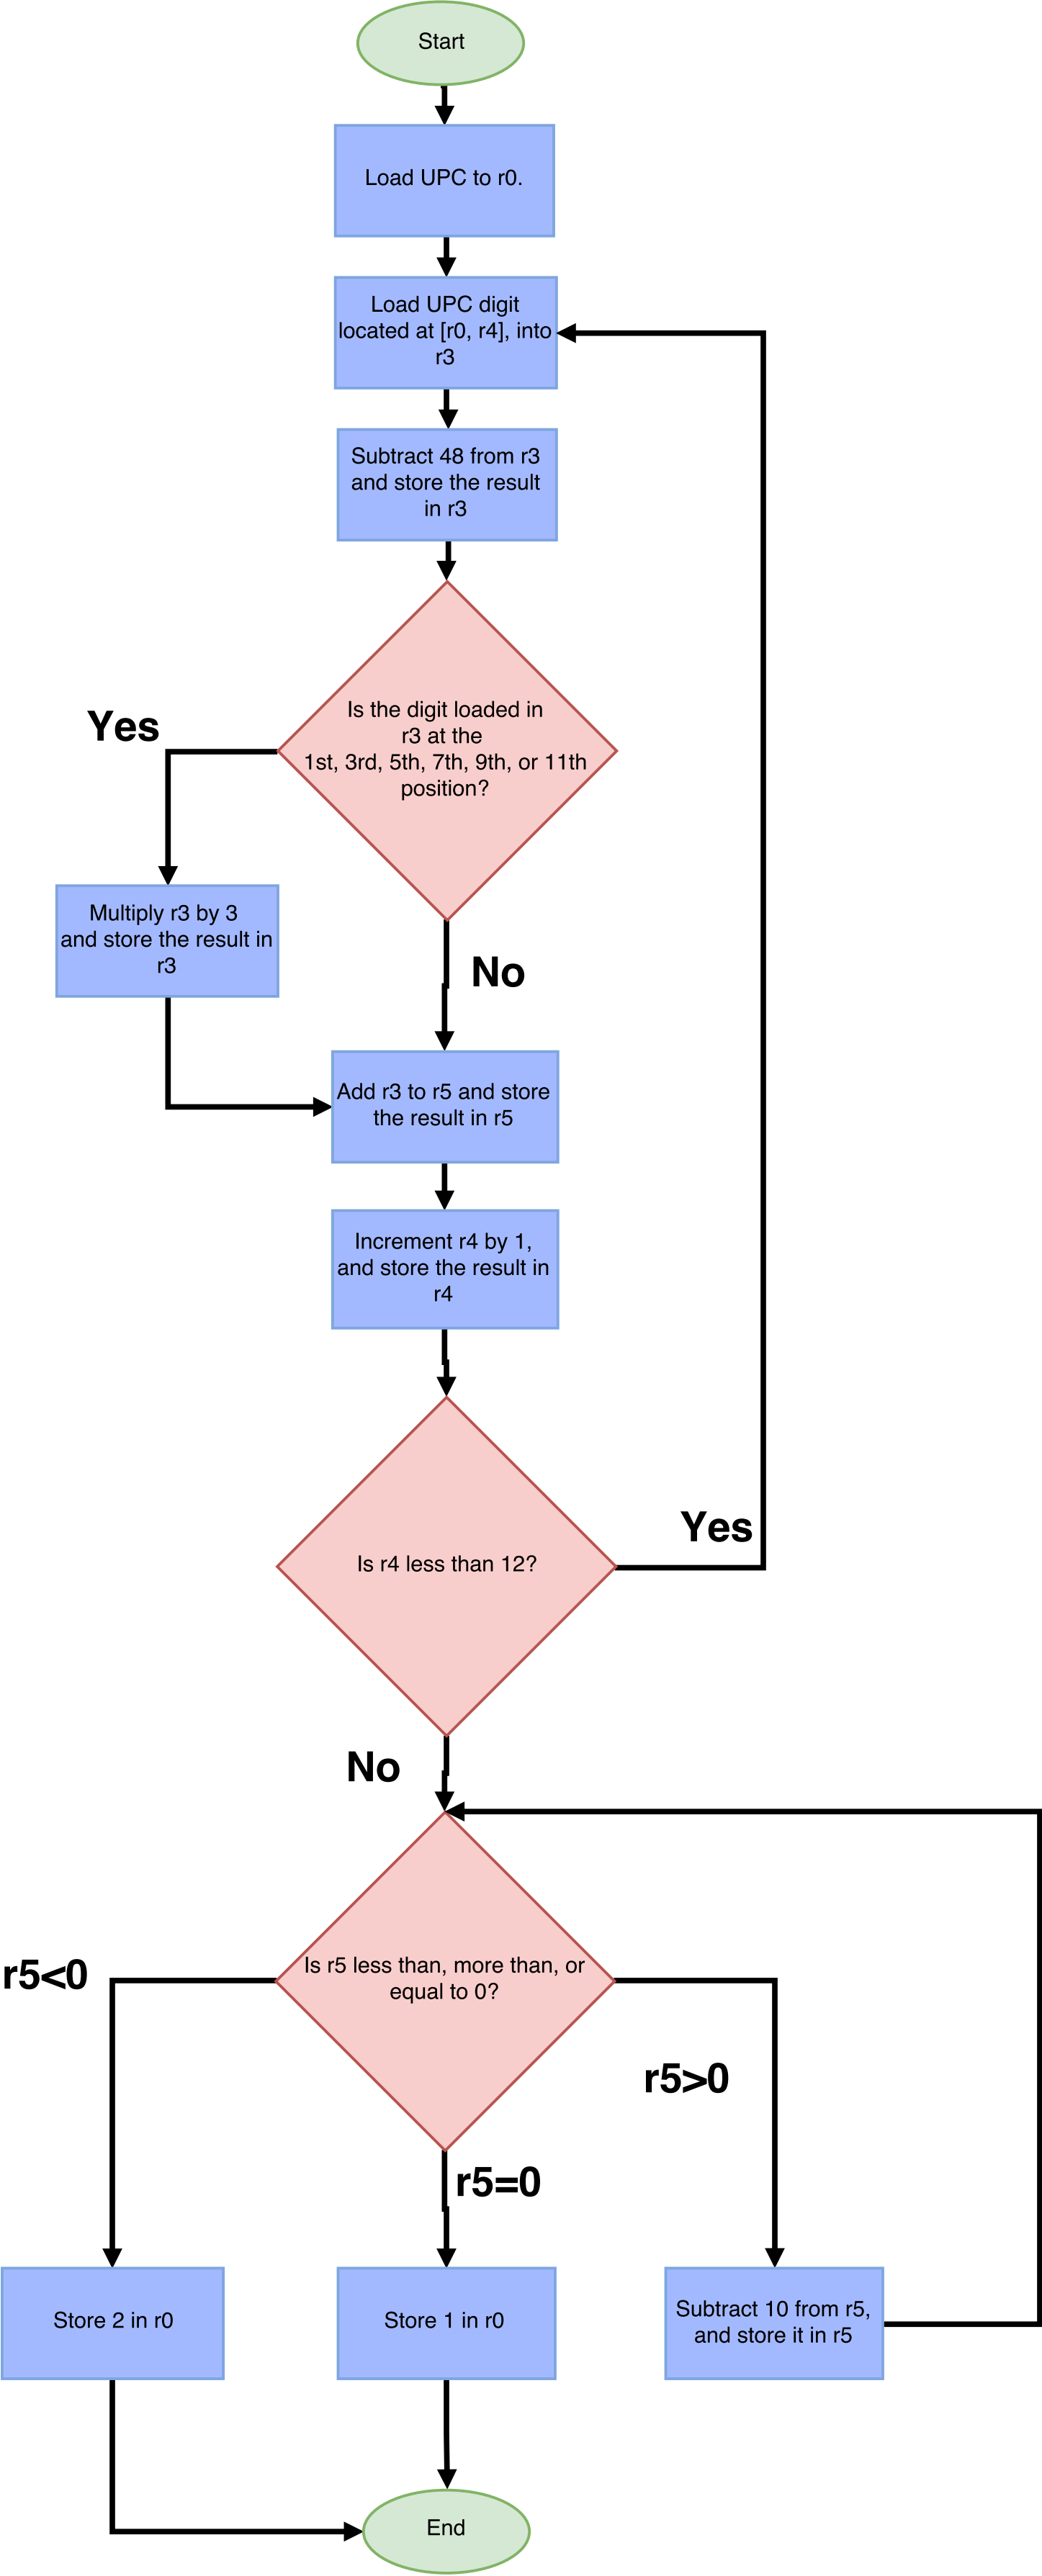 Start
Load UPC to r0.
Load UPC digit
located at [r0, r4], into
r3
Subtract 48 from r3
and store the result
in r3
Is the digit loaded in
r3 at the
1st, 3rd, 5th, 7th, 9th, or 11th
position?
Yes
Multiply r3 by 3
and store the result in
r3
No
Add r3 to r5 and store
the result in r5
Increment r4 by 1,
and store the result in
r4
Is r4 less than 12?
Yes
No
Is r5 less than, more than, or
equal to 0?
r5<0
r5>0
r5=0
Store 2 in r0
Store 1 in r0
Subtract 10 from r5,
and store it in r5
End